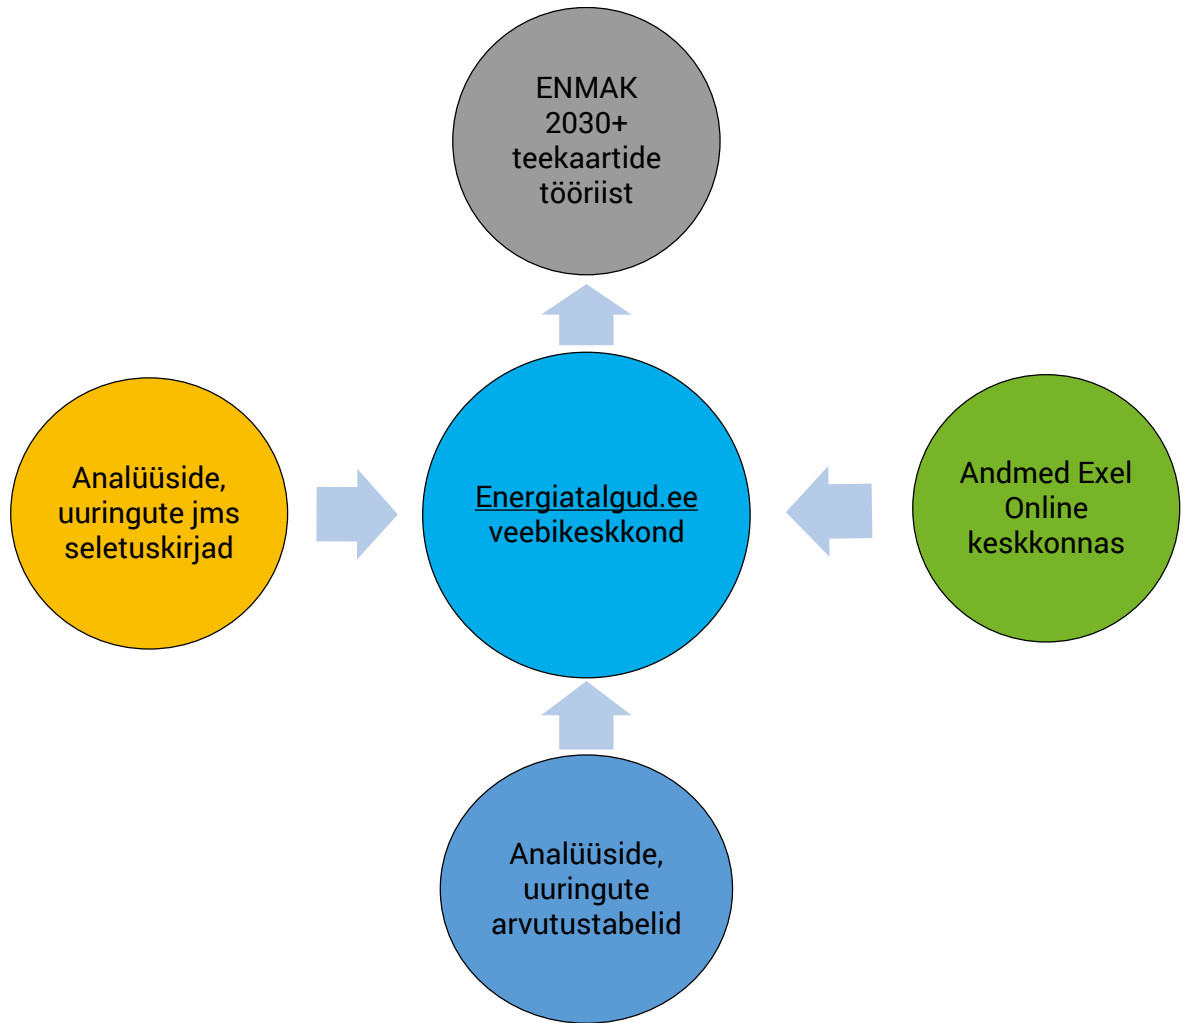 ENMAK
2030+
teekaartide
tööriist
Analüüside,
uuringute jms
seletuskirjad
Energiatalgud.ee
veebikeskkond
Andmed Exel
Online
keskkonnas
Analüüside,
uuringute
arvutustabelid